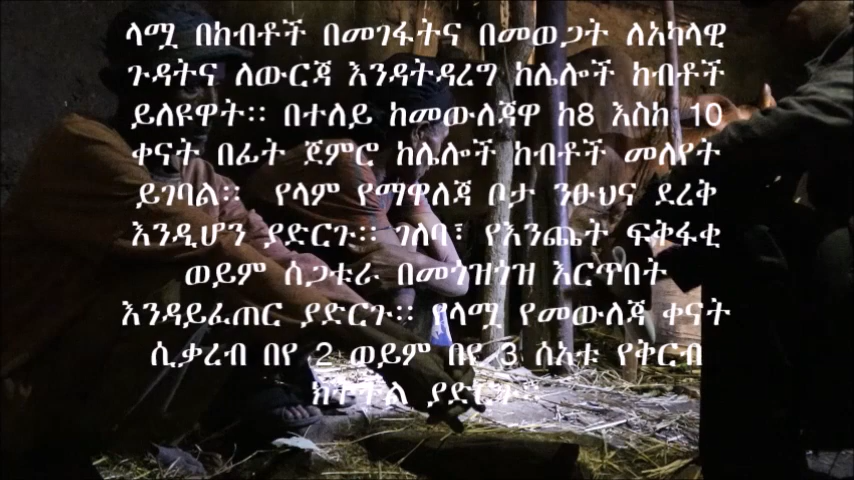 ላሟ በከብቶች በመገፋትና በመወጋት ለአካላዊ
ጉዳትና ለውርጃ እንዳትዳረግ ከሌሎች ከብቶች
ይለዩዋት፡፡ በተለይ ከመውለጃዋ ከ8 እስከ 10
ቀናት በፊት ጀምሮ ከሌሎች ከብቶች መለየት
ይገባል፡፡ የላም የማዋለጃ ቦታ ንፁህና ደረቅ
እንዲሆን ያድርጉ፡፡ ገለባ፣ የእንጨት ፍቅፋቂ
ወይም ሰጋቱራ በመጎዝጎዝ እርጥበት
እንዳይፈጠር ያድርጉ፡፡ የላሟ የመውለጃ ቀናት
ሲቃረብ በየ 2 ወይም በየ 3 ሰአቱ የቅርብ
ክትትል ያድርጉ፡፡